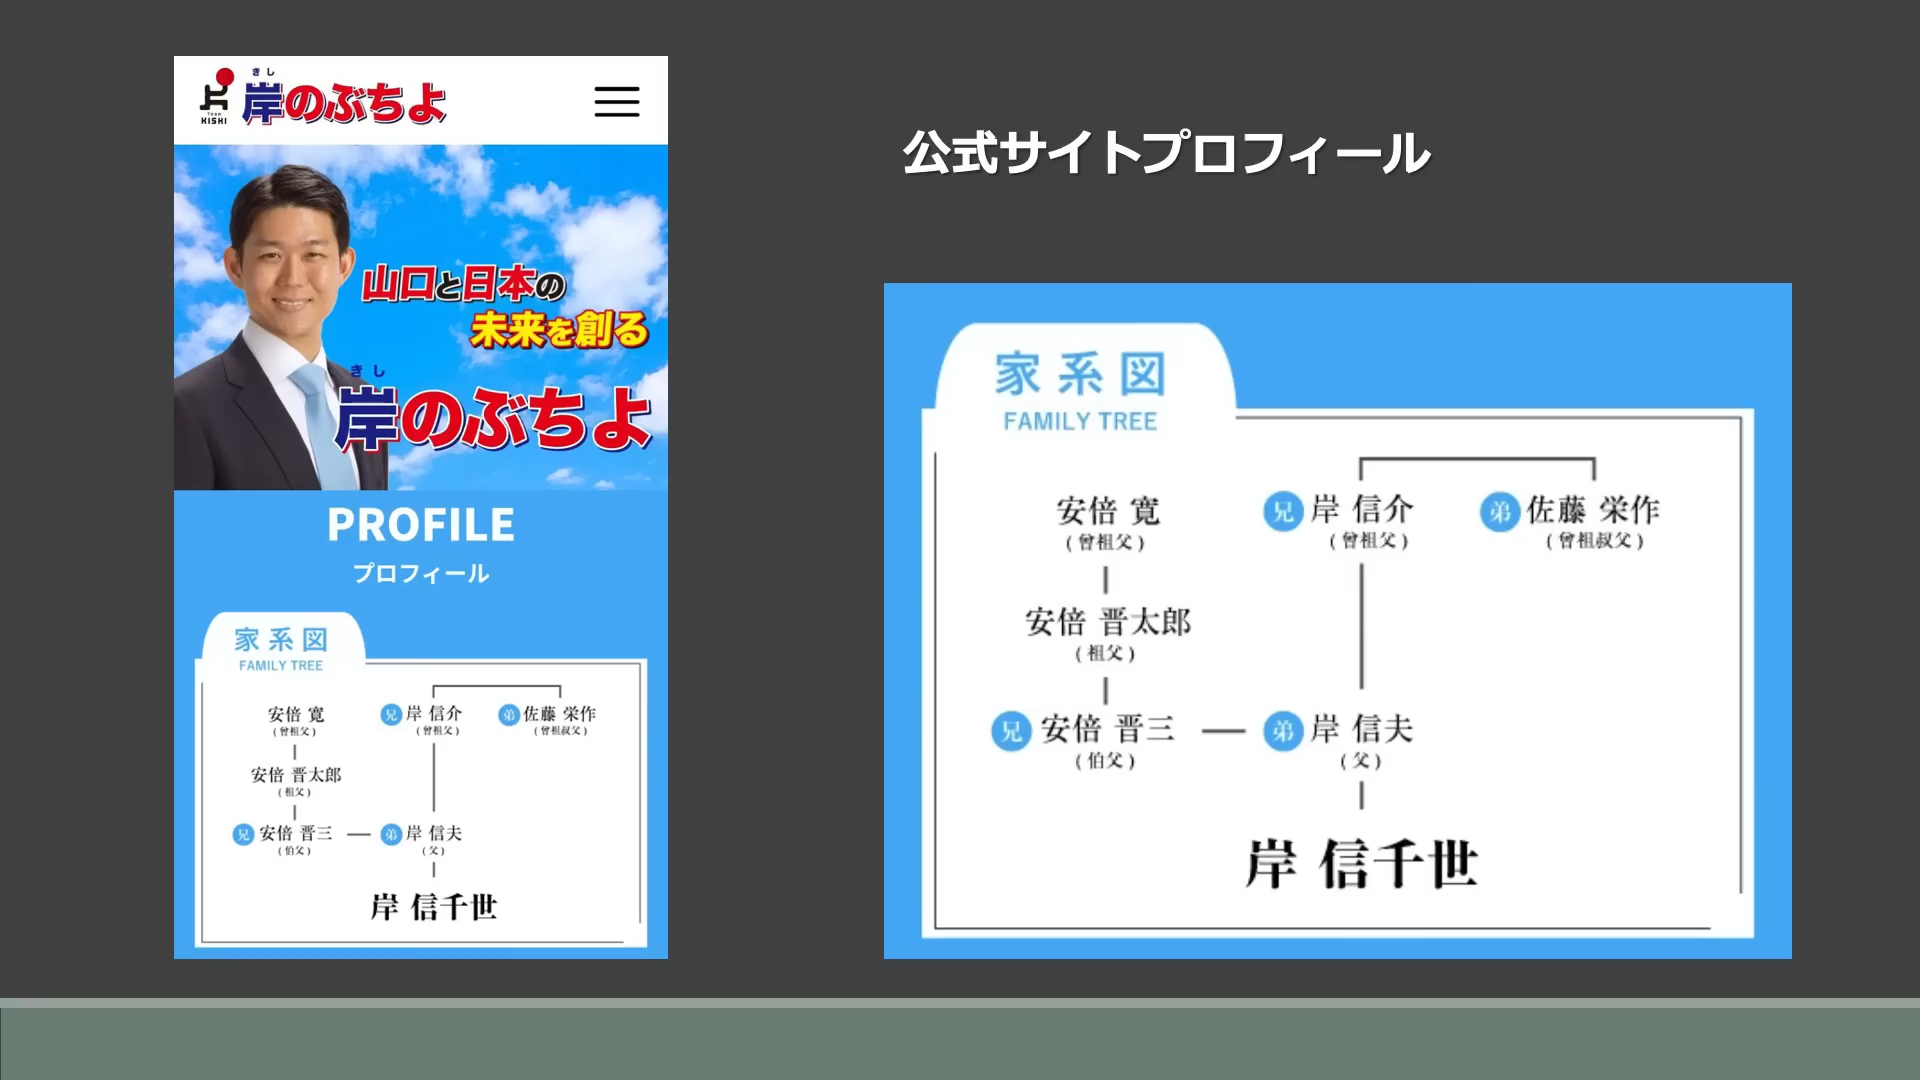 きし
岸のぶちよ
Team
KISHI
山口と日本の
未来を創る
きし
岸のぶちよ
PROFILE
プロフィール
家系図
FAMILY TREE
安倍 寛
(曾祖父)
兄 岸 信介
(曾祖父)
弟 佐藤 栄作
(曾祖叔父)
安倍 晋太郎
(祖父)
兄 安倍 晋三
(伯父)
弟 岸 信夫
(父)
岸 信千世
公式サイトプロフィール
家系図
FAMILY TREE
安倍 寛
(曾祖父)
兄 岸 信介
(曾祖父)
弟 佐藤 栄作
(曾祖叔父)
安倍 晋太郎
(祖父)
兄 安倍 晋三
(伯父)
弟 岸 信夫
(父)
岸 信千世